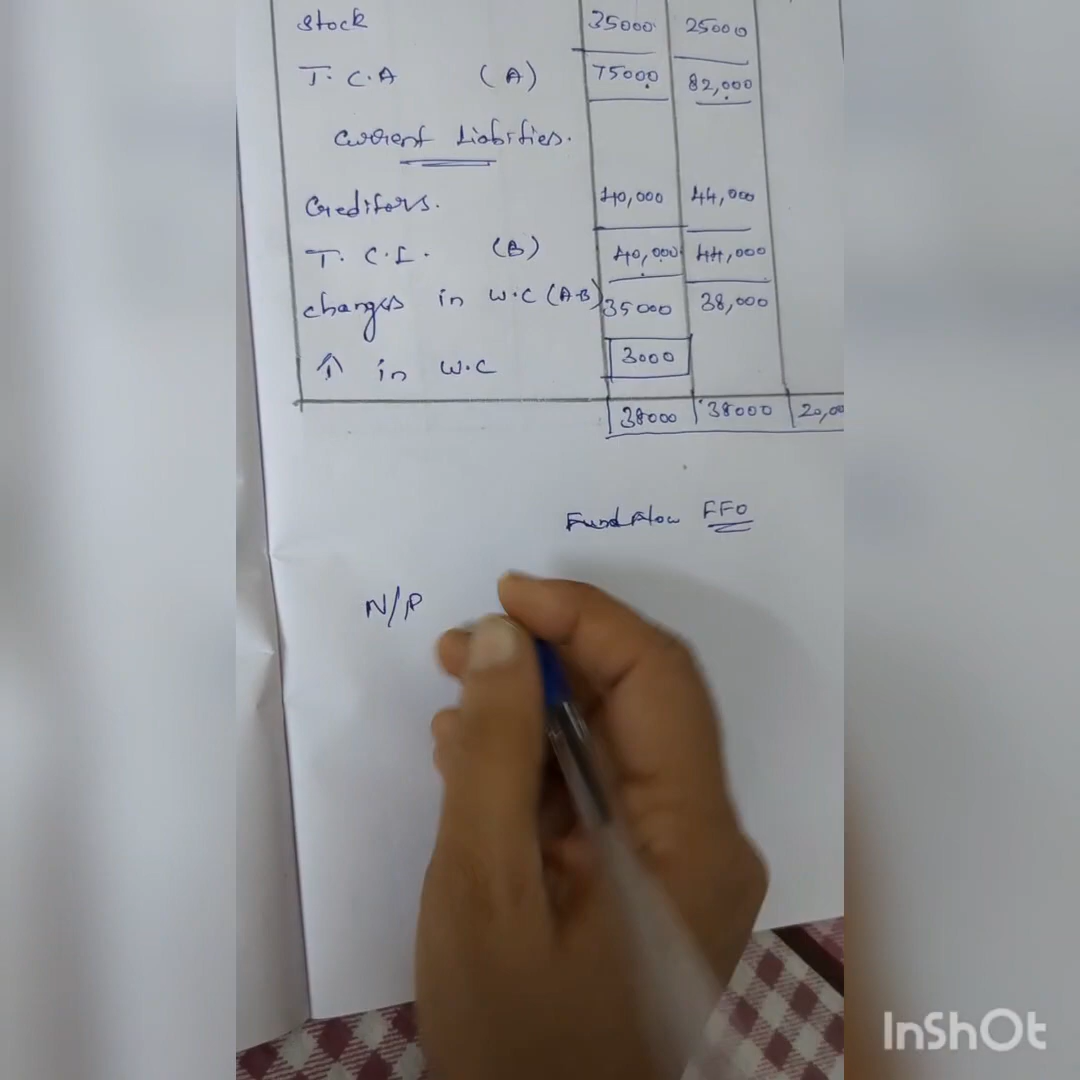 Stock 35000 25000
T. C. A (A) 75000 82,000
Current Liabilities.
Creditors. 40,000 44,000
T. C. L. (B) 40,000 44,000
changes in W.C (A-B) 35000 38,000
↑ in W.C 3000
38000 38000 20,00
Fund Flow FFO
N/P
InShOt